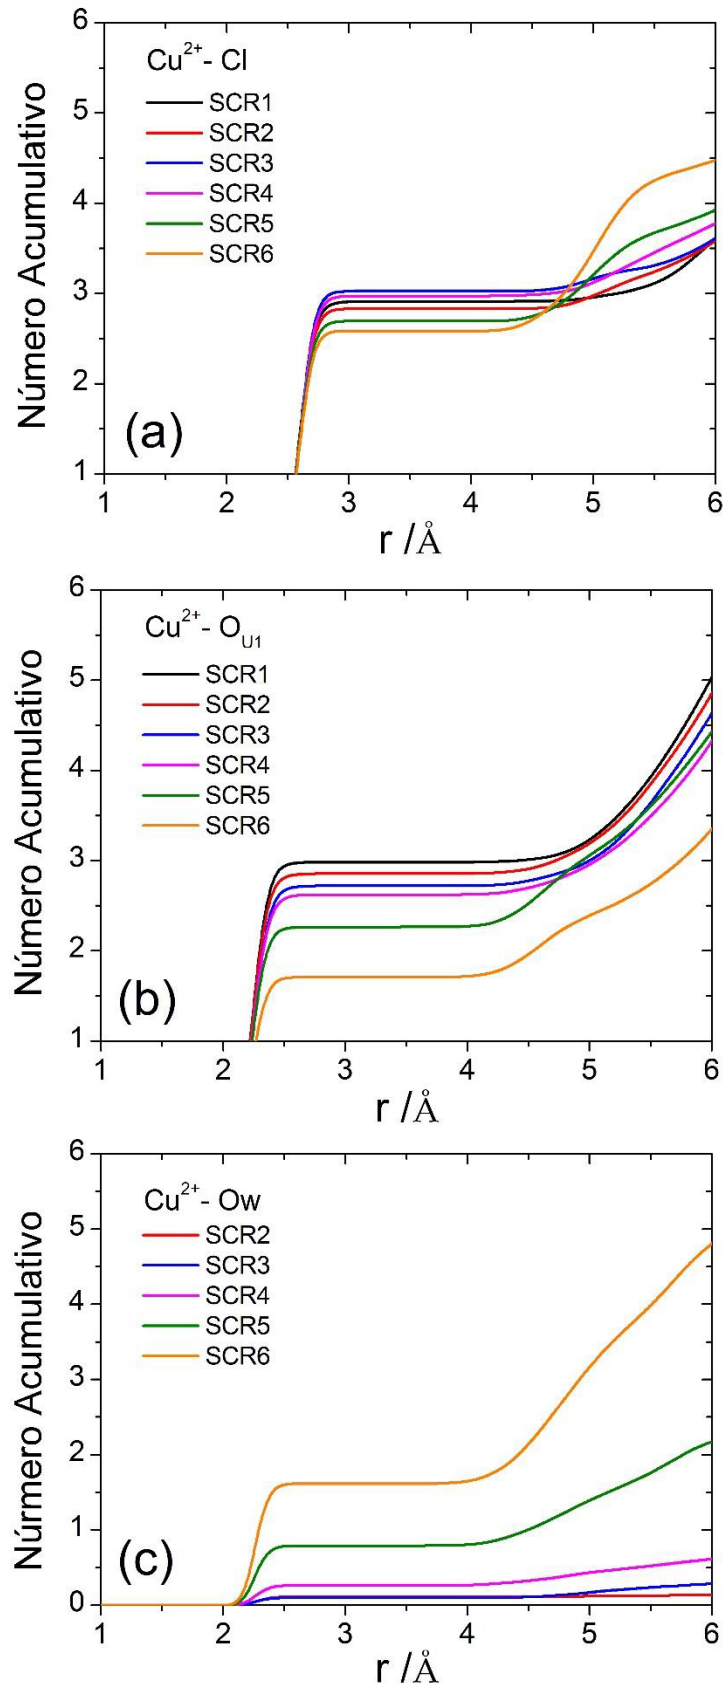 6
Cu²⁺- Cl
5
SCR1
SCR2
SCR3
4
SCR4
SCR5
SCR6
3
2
(a)
1
1 2 3 4 5 6
Número Acumulativo
r /Å
6
Cu²⁺- O_U1
5
SCR1
SCR2
SCR3
4
SCR4
SCR5
SCR6
3
2
(b)
1
1 2 3 4 5 6
Número Acumulativo
r /Å
6
Cu²⁺- Ow
5
SCR2
SCR3
4
SCR4
SCR5
SCR6
3
2
1
(c)
0
1 2 3 4 5 6
Núrmero Acumulativo
r /Å